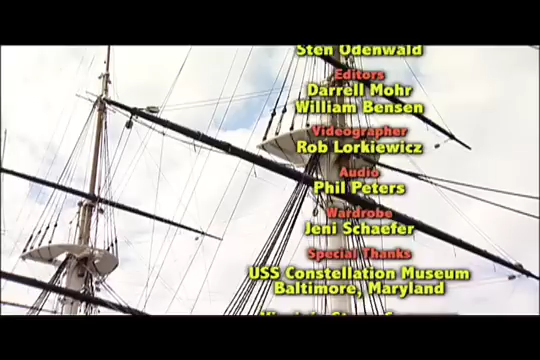 Sten Odenwald
Editors
Darrell Mohr
William Bensen
Videographer
Rob Lorkiewicz
Audio
Phil Peters
Wardrobe
Jeni Schaefer
Special Thanks
USS Constellation Museum
Baltimore, Maryland